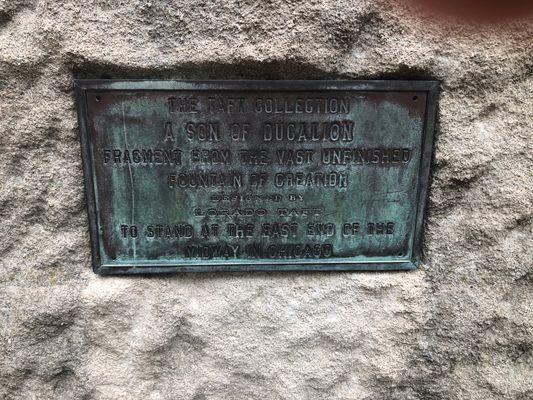 THE TAFT COLLECTION
A SON OF DUCALION
FRAGMENT FROM THE VAST UNFINISHED
FOUNTAIN OF CREATION
DESIGNED BY
LORADO TAFT
TO STAND AT THE EAST END OF THE
MIDWAY IN CHICAGO